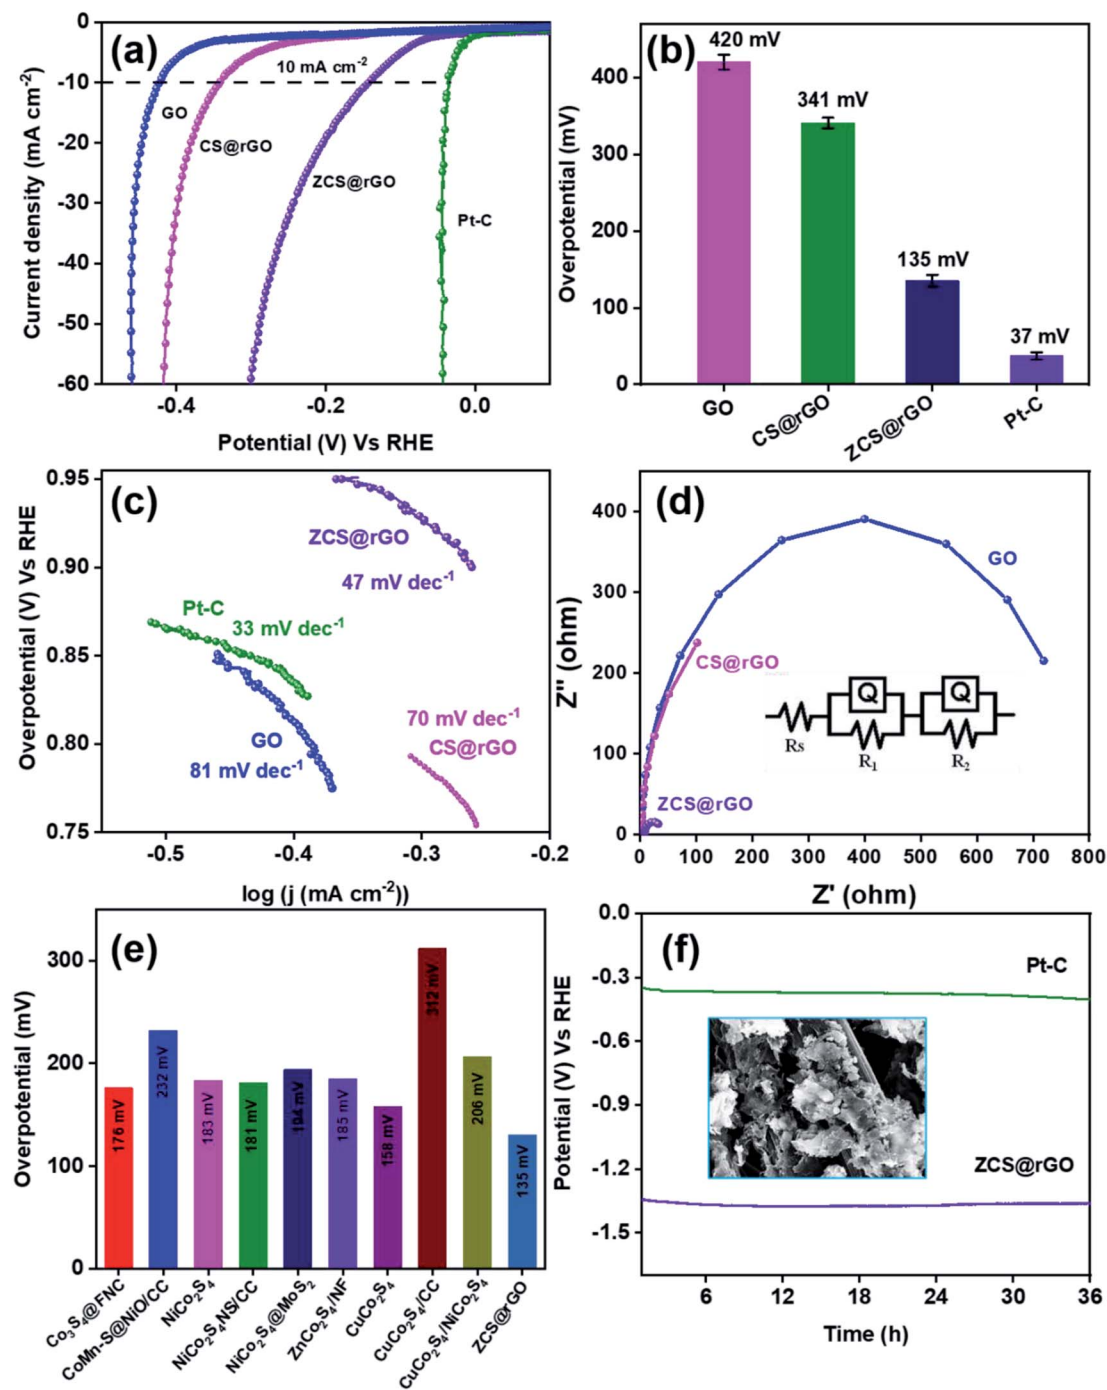 (a)
0
-10
-20
-30
-40
-50
-60
Current density (mA cm⁻²)
10 mA cm⁻²
GO
CS@rGO
ZCS@rGO
Pt-C
-0.4
-0.2
0.0
Potential (V) Vs RHE
(b)
400
300
200
100
0
Overpotential (mV)
420 mV
341 mV
135 mV
37 mV
GO
CS@rGO
ZCS@rGO
Pt-C
(c)
0.95
0.90
0.85
0.80
0.75
Overpotential (V) Vs RHE
ZCS@rGO
47 mV dec⁻¹
Pt-C
33 mV dec⁻¹
GO
81 mV dec⁻¹
70 mV dec⁻¹
CS@rGO
-0.5
-0.4
-0.3
-0.2
log (j (mA cm⁻²))
(d)
400
300
200
100
0
Z'' (ohm)
GO
CS@rGO
ZCS@rGO
Rs
Q
R₁
Q
R₂
0 100 200 300 400 500 600 700 800
Z' (ohm)
(e)
300
200
100
0
Overpotential (mV)
176 mV
232 mV
183 mV
181 mV
194 mV
185 mV
158 mV
312 mV
206 mV
135 mV
Co₃S₄@FNC
CoMn-S@NiO/CC
NiCo₂S₄
NiCo₂S₄NS/CC
NiCo₂S₄@MoS₂
ZnCo₂S₄/NF
CuCo₂S₄
CuCo₂S₄/CC
CuCo₂S₄/NiCo₂S₄
ZCS@rGO
(f)
0.0
-0.3
-0.6
-0.9
-1.2
-1.5
Potential (V) Vs RHE
Pt-C
ZCS@rGO
6 12 18 24 30 36
Time (h)